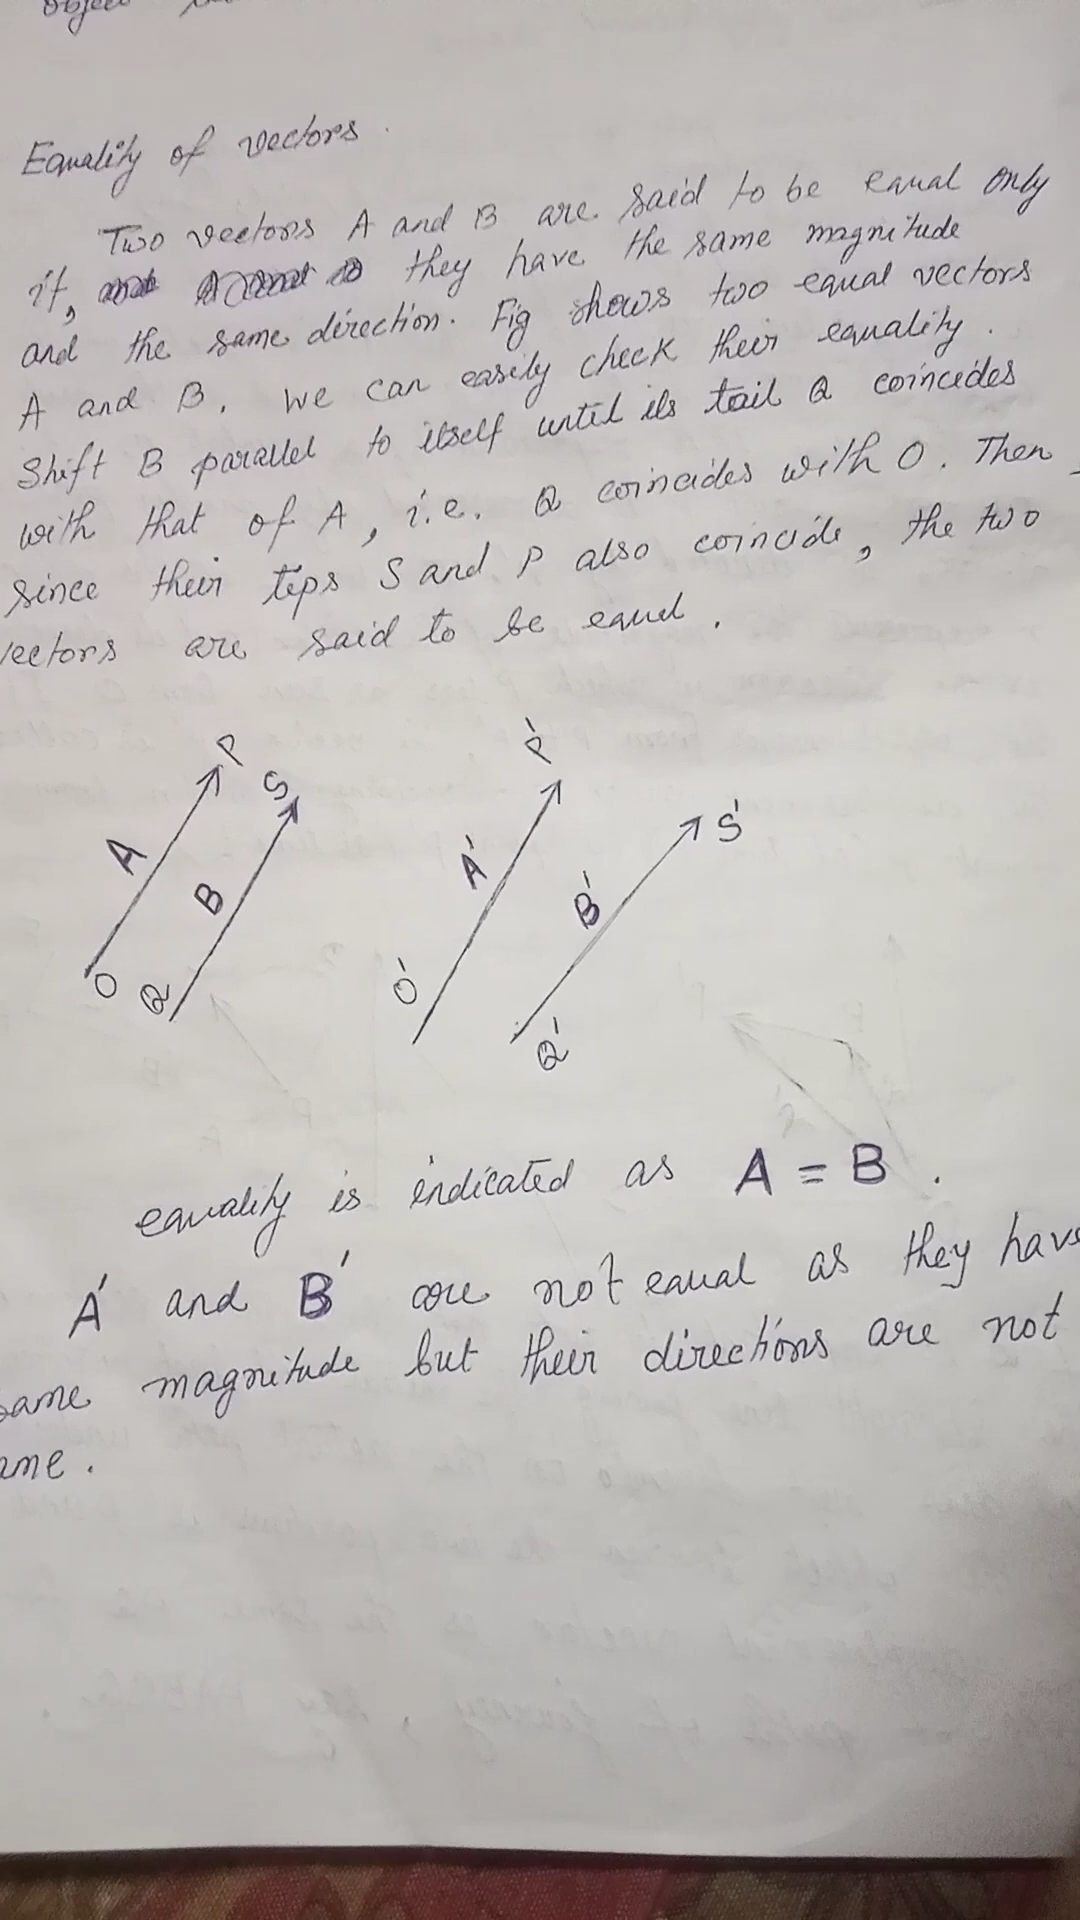 Object
Equality of vectors.
Two vectors A and B are said to be equal only
if, they have the same magnitude
and the same direction. Fig shows two equal vectors
A and B. We can easily check their equality.
Shift B parallel to itself until its tail Q coincides
with that of A, i.e. Q coincides with O. Then,
since their tips S and P also coincide, the two
vectors are said to be equal.
P
S
A
B
O
Q
P'
A'
S'
B'
O'
Q'
equality is indicated as A = B.
A' and B' are not equal as they have
same magnitude but their directions are not
ame.